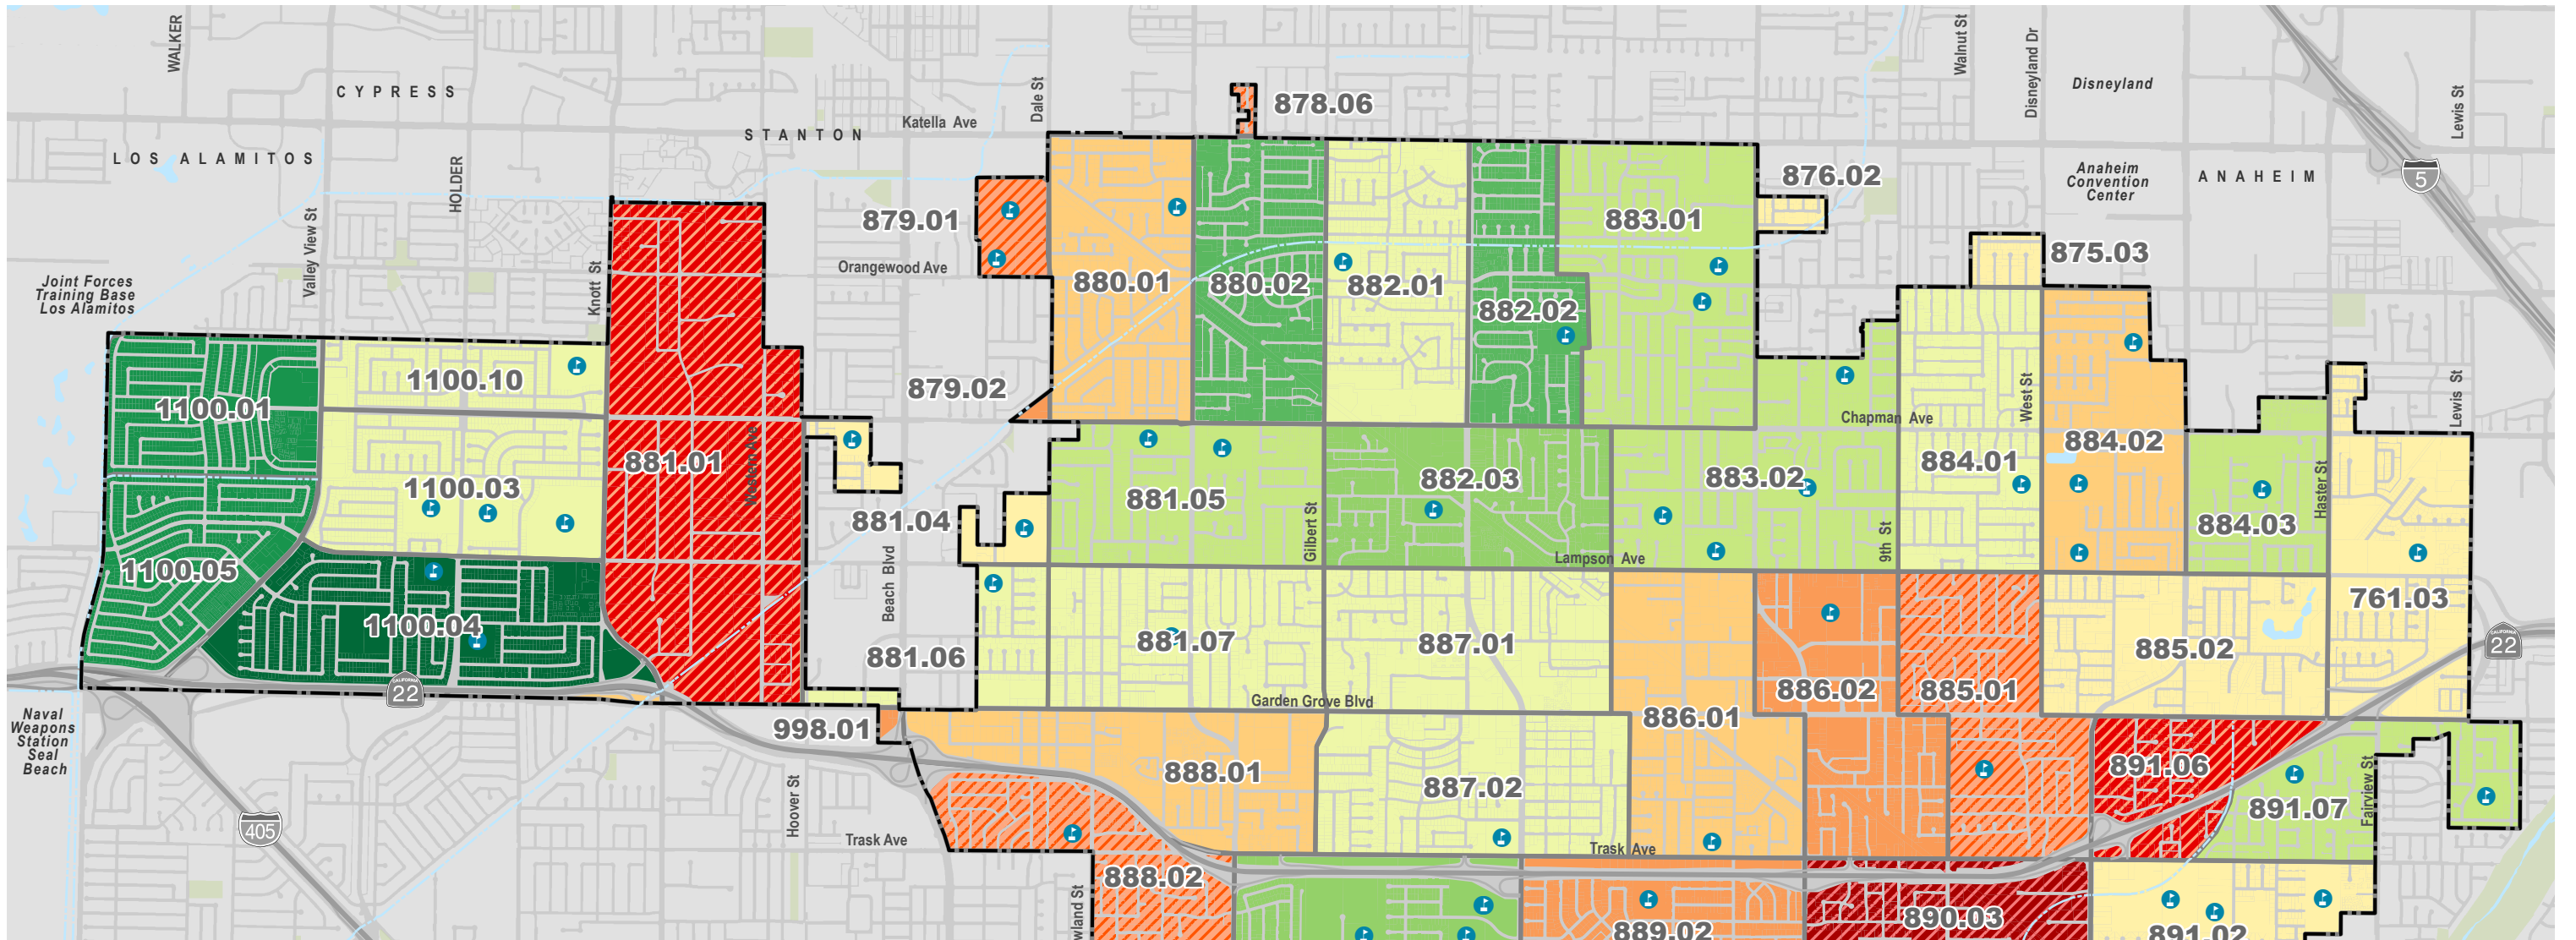 WALKER
CYPRESS
LOS ALAMITOS
HOLDER
Valley View St
Knott St
STANTON
Katella Ave
Dale St
878.06
Walnut St
Disneyland Dr
Disneyland
Lewis St
876.02
Anaheim
Convention
Center
ANAHEIM
5
879.01
Orangewood Ave
883.01
875.03
Joint Forces
Training Base
Los Alamitos
880.01
880.02
882.01
882.02
1100.10
879.02
1100.01
Chapman Ave
West St
Lewis St
884.02
881.01
Western Ave
1100.03
881.05
882.03
883.02
884.01
Haster St
884.03
881.04
Gilbert St
Lampson Ave
9th St
1100.05
Beach Blvd
1100.04
881.06
881.07
887.01
885.02
761.03
CALIFORNIA
22
CALIFORNIA
22
886.02
885.01
Garden Grove Blvd
886.01
Naval
Weapons
Station
Seal
Beach
998.01
888.01
887.02
891.06
Fairview St
891.07
405
Hoover St
Trask Ave
Trask Ave
888.02
wland St
889.02
890.03
891.02